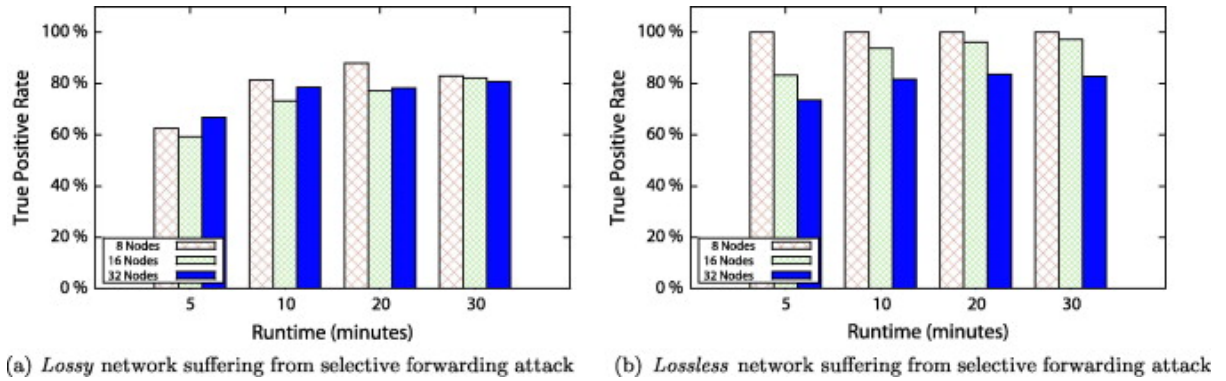 100 %
80 %
60 %
40 %
20 %
0 %
True Positive Rate
8 Nodes
16 Nodes
32 Nodes
5 10 20 30
Runtime (minutes)
(a) Lossy network suffering from selective forwarding attack
100 %
80 %
60 %
40 %
20 %
0 %
True Positive Rate
8 Nodes
16 Nodes
32 Nodes
5 10 20 30
Runtime (minutes)
(b) Lossless network suffering from selective forwarding attack